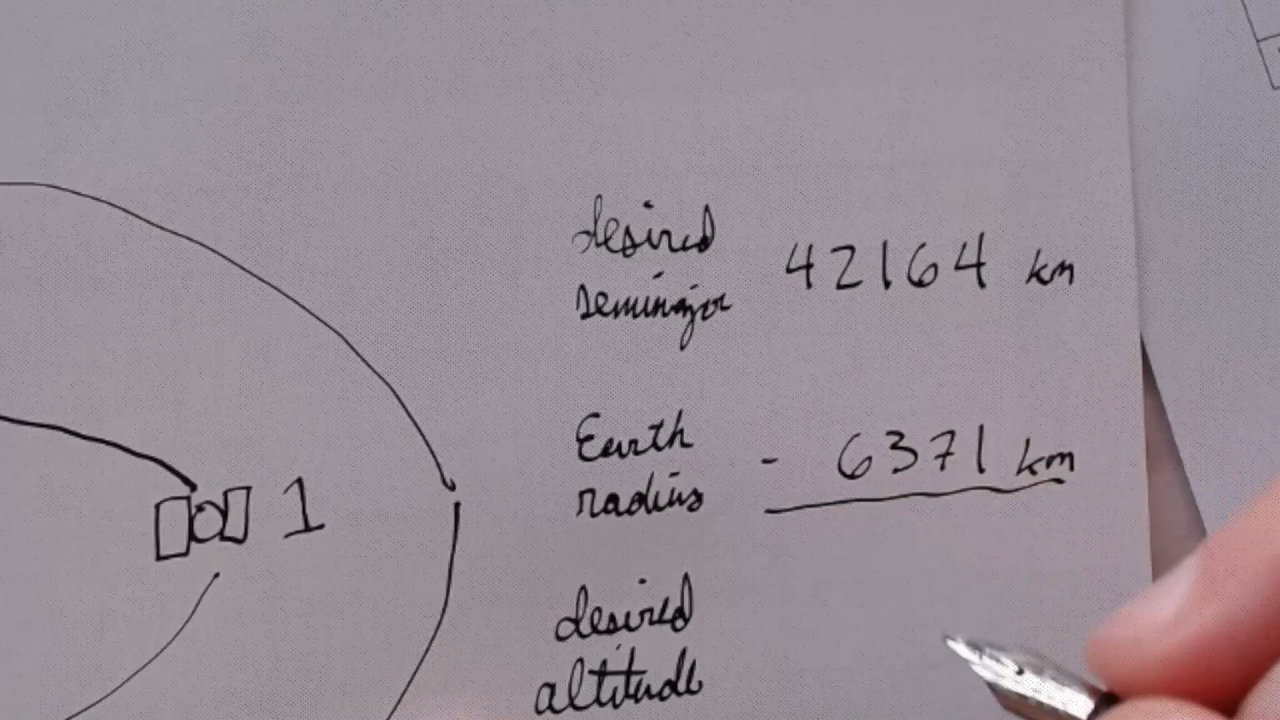 desired
semimajor 42164 km
Earth
radius - 6371 km
1
desired
altitude